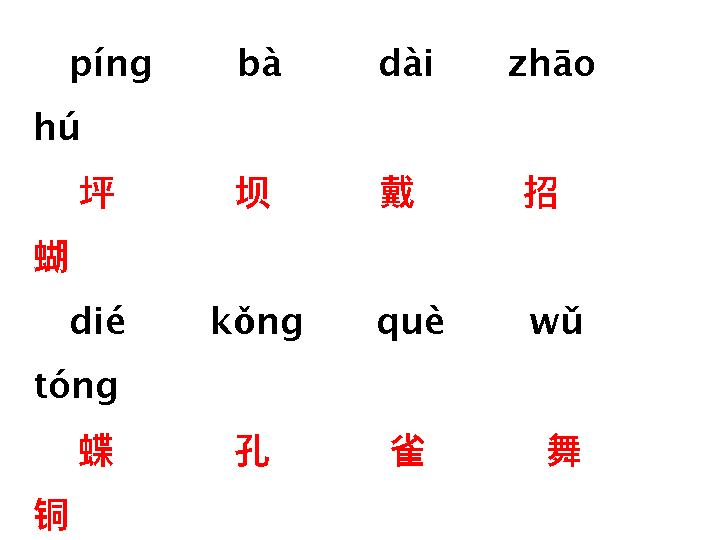 píng bà dài zhāo
hú
坪 坝 戴 招
蝴
dié kǒng què wǔ
tóng
蝶 孔 雀 舞
铜